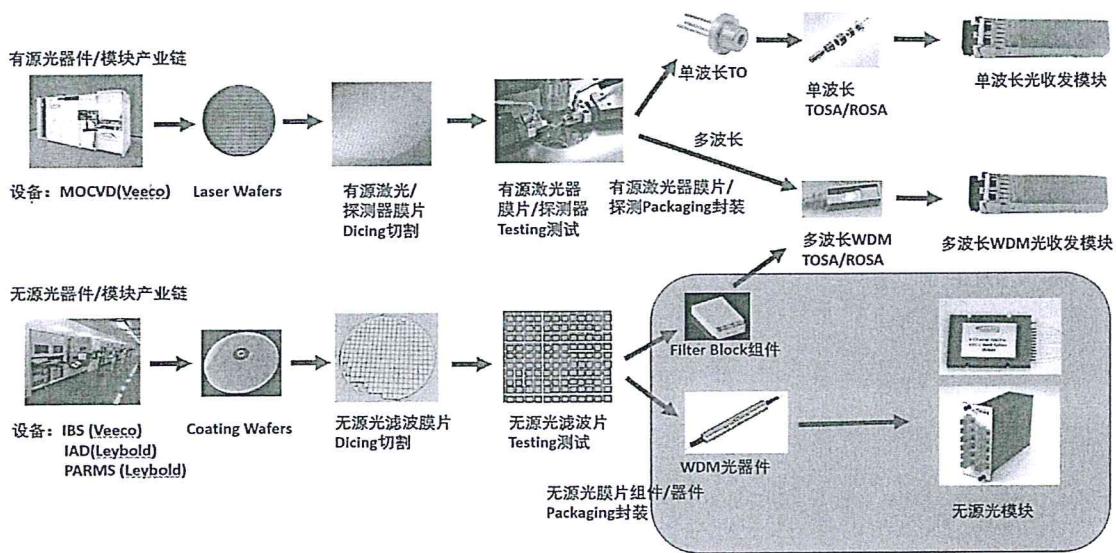 有源光器件/模块产业链
设备：MOCVD(Veeco)
Laser Wafers
有源激光/
探测器膜片
Dicing切割
有源激光器
膜片/探测器
Testing测试
有源激光器膜片/
探测Packaging封装
单波长TO
单波长
TOSA/ROSA
单波长光收发模块
多波长
多波长WDM
TOSA/ROSA
多波长WDM光收发模块
无源光器件/模块产业链
设备：IBS (Veeco)
IAD(Leybold)
PARMS (Leybold)
Coating Wafers
无源光滤波膜片
Dicing切割
无源光滤波片
Testing测试
无源光膜片组件/器件
Packaging封装
Filter Block组件
WDM光器件
无源光模块